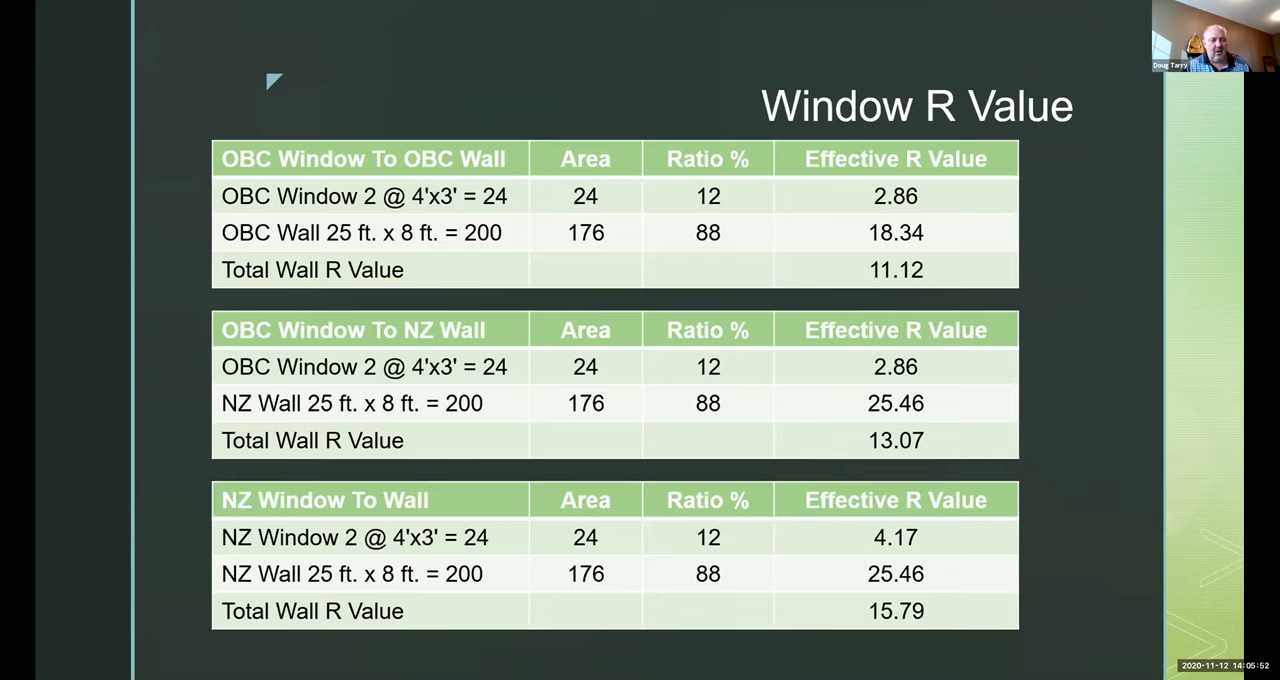 Doug Tarry
Window R Value
OBC Window To OBC Wall Area Ratio % Effective R Value
OBC Window 2 @ 4'x3' = 24 24 12 2.86
OBC Wall 25 ft. x 8 ft. = 200 176 88 18.34
Total Wall R Value 11.12
OBC Window To NZ Wall Area Ratio % Effective R Value
OBC Window 2 @ 4'x3' = 24 24 12 2.86
NZ Wall 25 ft. x 8 ft. = 200 176 88 25.46
Total Wall R Value 13.07
NZ Window To Wall Area Ratio % Effective R Value
NZ Window 2 @ 4'x3' = 24 24 12 4.17
NZ Wall 25 ft. x 8 ft. = 200 176 88 25.46
Total Wall R Value 15.79
2020-11-12 14:05:52